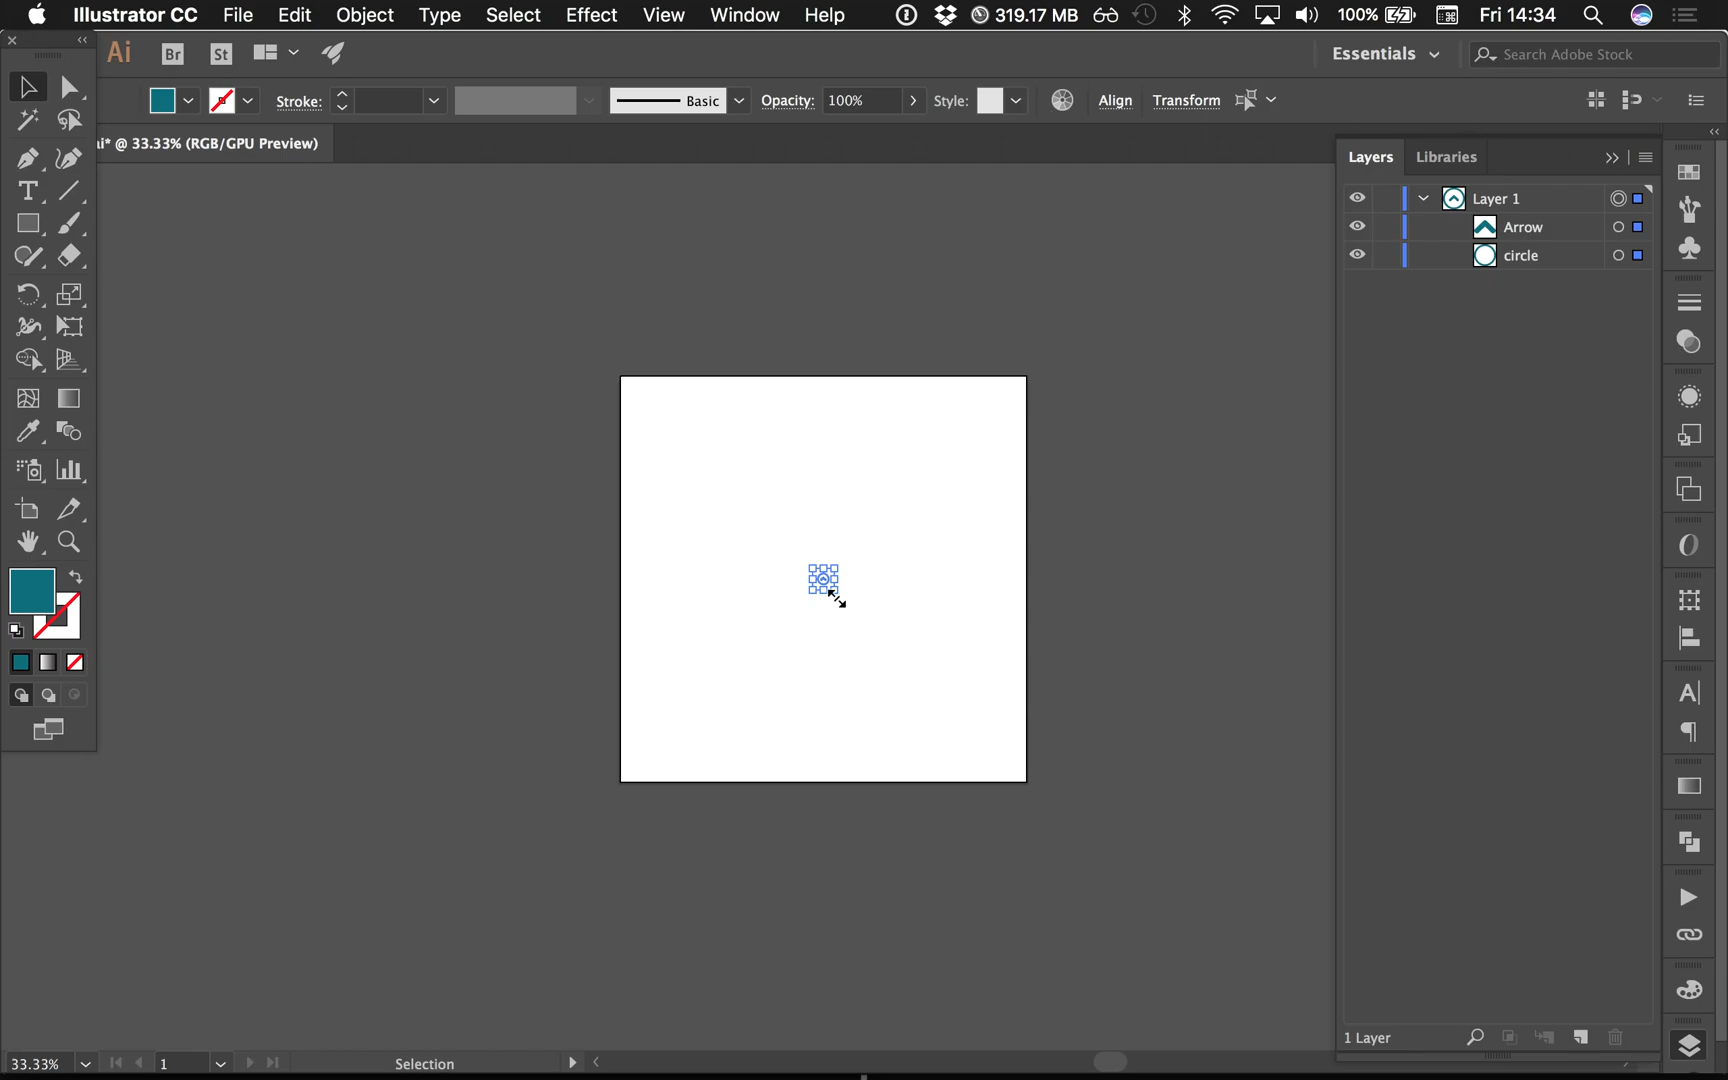 Illustrator CC File Edit Object Type Select Effect View Window Help 319.17 MB 100% Fri 14:34
Ai Br St Essentials Search Adobe Stock
Stroke: Basic Opacity: 100% Style: Align Transform
ai* @ 33.33% (RGB/GPU Preview)
Layers Libraries
Layer 1
Arrow
circle
1 Layer
33.33% 1 Selection